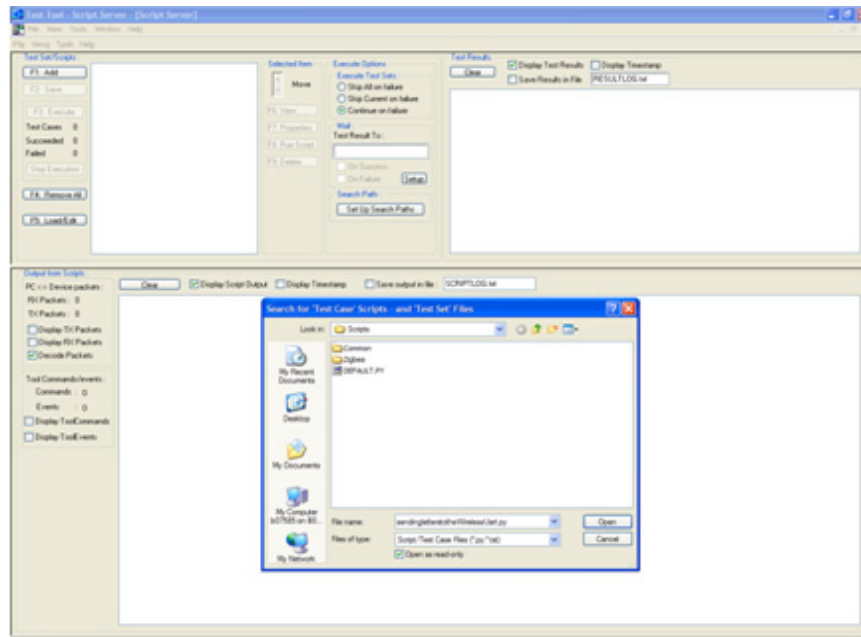 Test Tool - Script Server - [Script Server]
File View Tools Window Help
Test Set/Scripts
F1: Add
F2: Save
F3: Execute
Test Cases 0
Succeeded 0
Failed 0
Stop Execution
F4: Remove All
F5: Load/Edit
Selected Item
Move
F6: View
F7: Properties
F8: Run Script
F9: Delete
Execute Options
Execute Test Sets
Skip All on failure
Skip Current on failure
Continue on failure
Mail
Test Result To:
On Success
On Failure
Setup
Search Path
Set Up Search Paths
Test Results
Clear
Display Test Results
Display Timestamp
Save Results in File
RESULTLOG.txt
Output from Scripts
PC <-> Device packets:
RX Packets: 0
TX Packets: 0
Display TX Packets
Display RX Packets
Decode Packets
Tool Commands/events:
Commands : 0
Events : 0
Display ToolCommands
Display ToolEvents
Clear
Display Script Output
Display Timestamp
Save output in file:
SCRIPTLOG.txt
Search for 'Test Case' Scripts - and 'Test Set' Files
Look in:
Scripts
My Recent Documents
Desktop
My Documents
My Computer
My Network
Common
Zigbee
DEFAULT.PY
File name:
Files of type:
Script/Test Case Files (*.py;*.tst)
Open as read-only
Open
Cancel